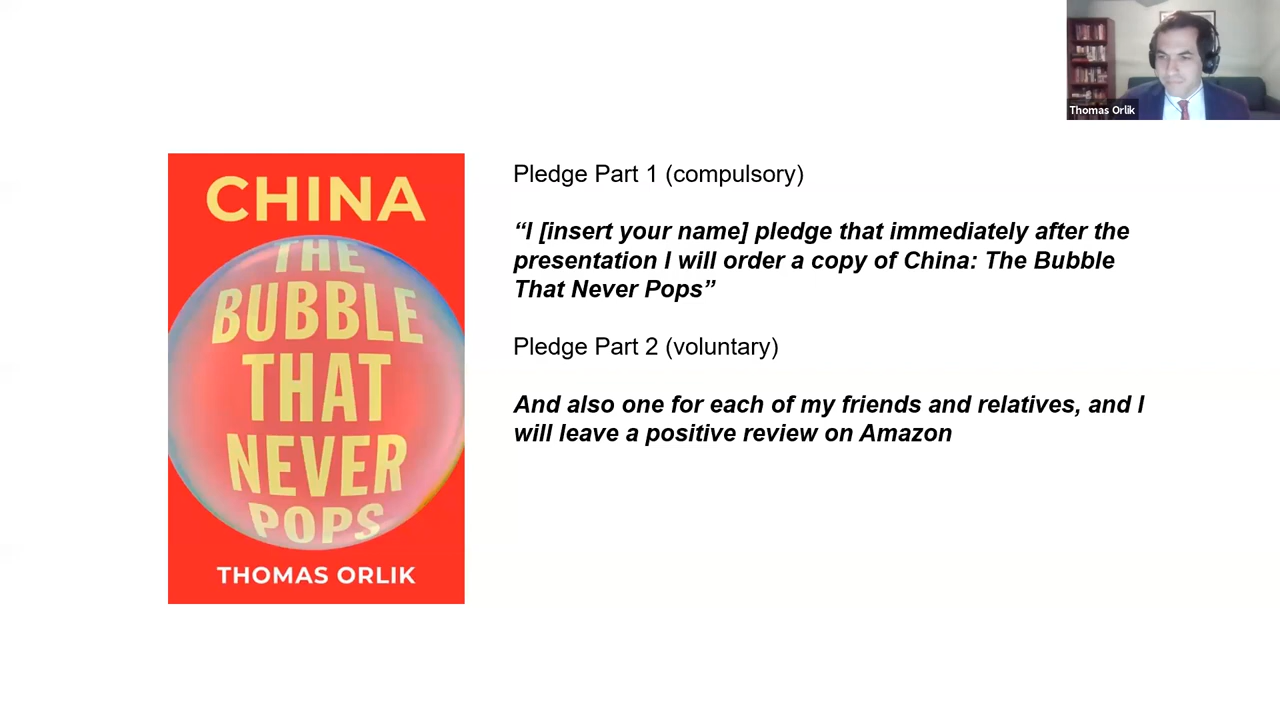 Thomas Orlik
CHINA
THE
BUBBLE
THAT
NEVER
POPS
THOMAS ORLIK
Pledge Part 1 (compulsory)
“I [insert your name] pledge that immediately after the
presentation I will order a copy of China: The Bubble
That Never Pops”
Pledge Part 2 (voluntary)
And also one for each of my friends and relatives, and I
will leave a positive review on Amazon